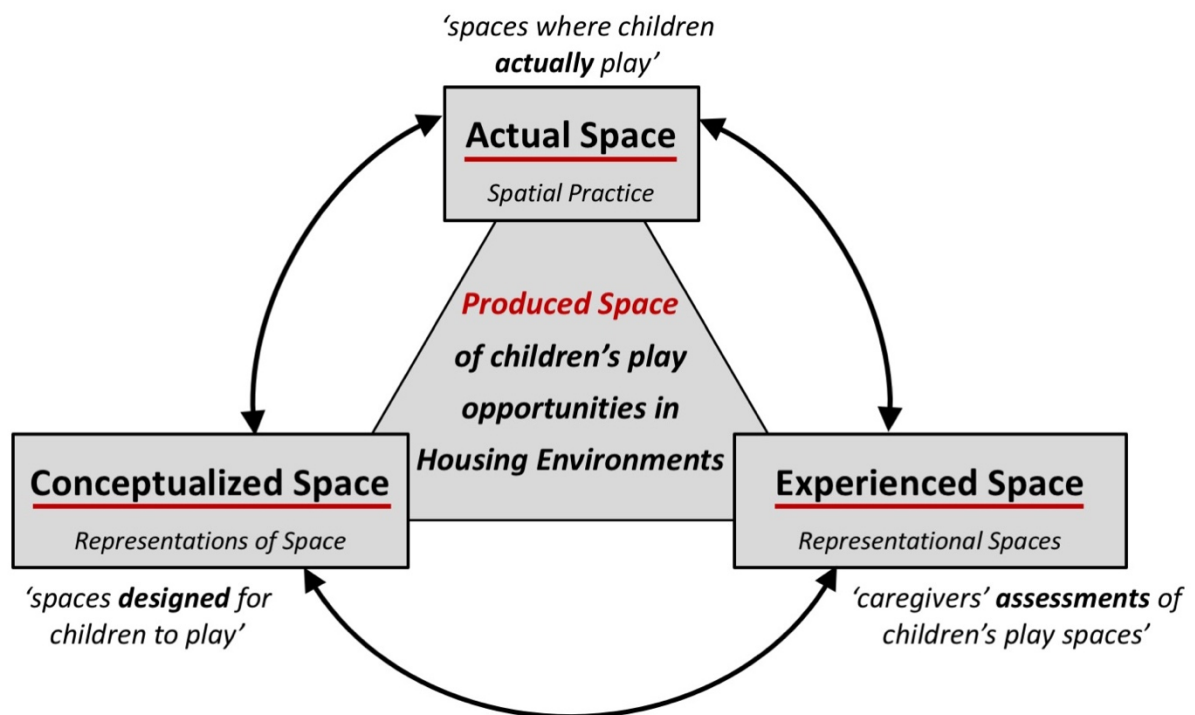 ‘spaces where children
actually play’
Actual Space
Spatial Practice
Produced Space
of children’s play
opportunities in
Housing Environments
Conceptualized Space
Representations of Space
‘spaces designed for
children to play’
Experienced Space
Representational Spaces
‘caregivers’ assessments of
children’s play spaces’